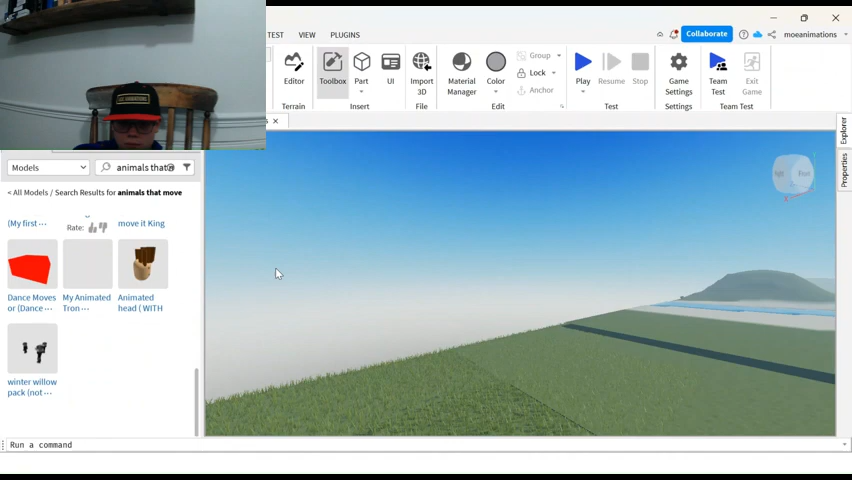 TEST VIEW PLUGINS
Collaborate
moeanimations
Editor
Toolbox
Part
UI
Import
3D
Material
Manager
Color
Group
Lock
Anchor
Play
Resume
Stop
Game
Settings
Team
Test
Exit
Game
Terrain
Insert
File
Edit
Test
Settings
Team Test
Explorer
Properties
Models
animals that
< All Models / Search Results for animals that move
(My first ...
Rate:
move it King
Dance Moves
or (Dance ...
My Animated
Tron ...
Animated
head ( WITH
winter willow
pack (not ...
Front
Run a command